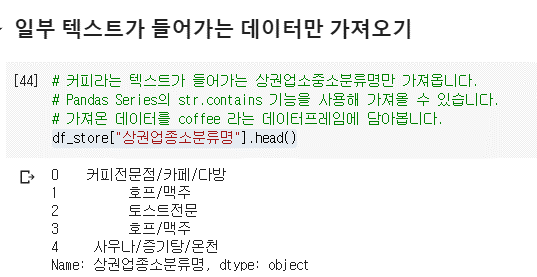 일부 텍스트가 들어가는 데이터만 가져오기
[44] # 커피라는 텍스트가 들어가는 상권업소중소분류명만 가져옵니다.
# Pandas Series의 str.contains 기능을 사용해 가져올 수 있습니다.
# 가져온 데이터를 coffee 라는 데이터프레임에 담아봅니다.
df_store["상권업종소분류명"].head()
0 커피전문점/카페/다방
1 호프/맥주
2 토스트전문
3 호프/맥주
4 사우나/증기탕/온천
Name: 상권업종소분류명, dtype: object